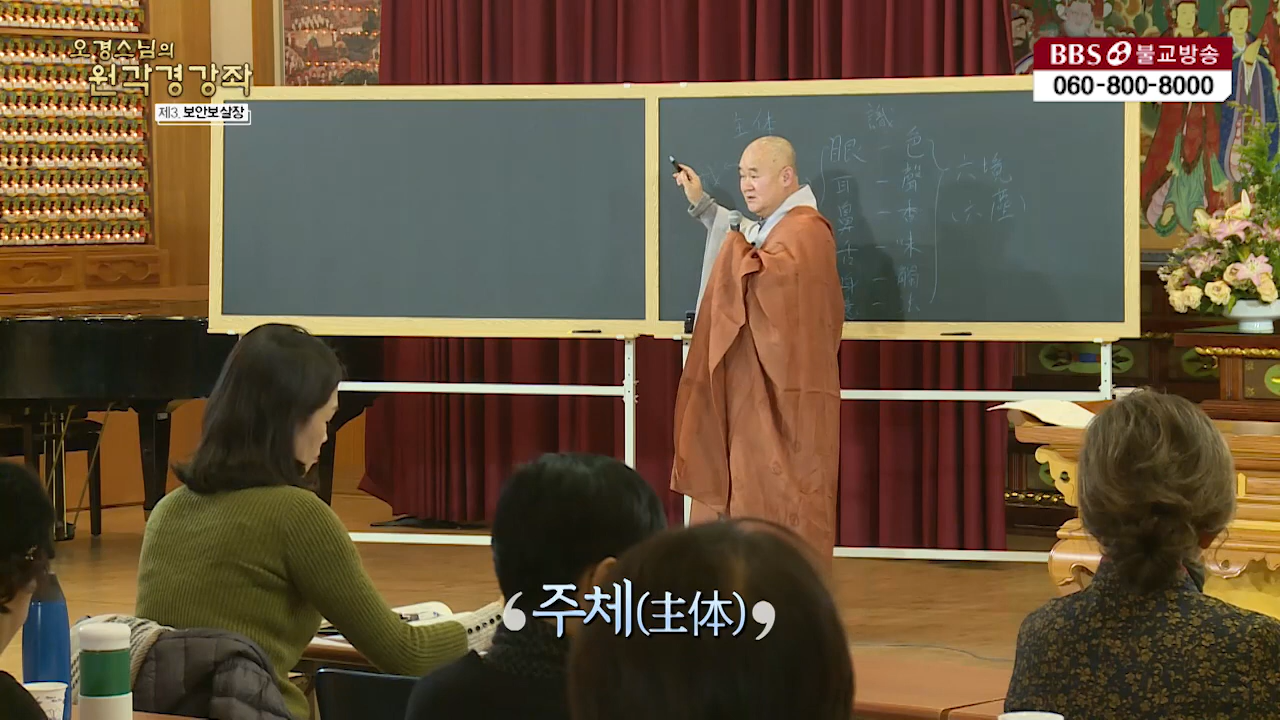 오경스님의
원각경 강좌
제3. 보안보살장
BBS 불교방송
060-800-8000
主体 識
眼 - 色
耳 - 聲
鼻 -
舌 - 味
六境
(六塵)
‘주체(主体)’